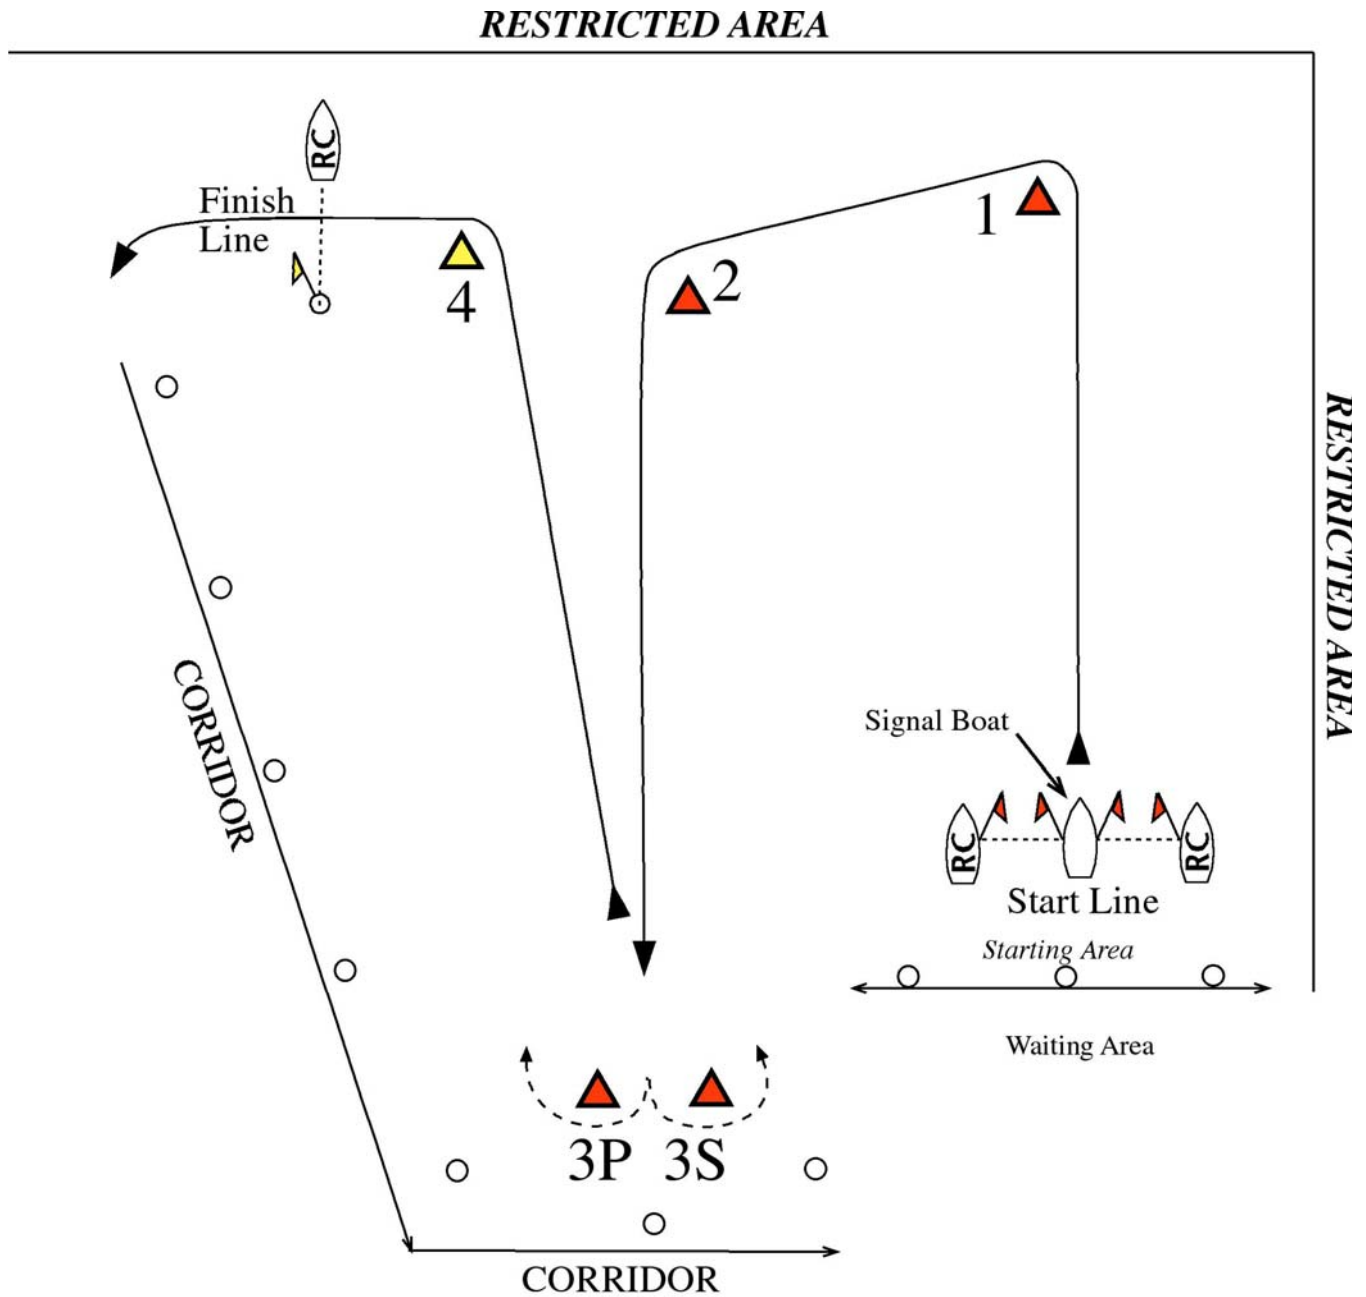 RESTRICTED AREA
RC
Finish
Line
4
1
2
RESTRICTED AREA
CORRIDOR
Signal Boat
RC
RC
Start Line
Starting Area
Waiting Area
3P
3S
CORRIDOR